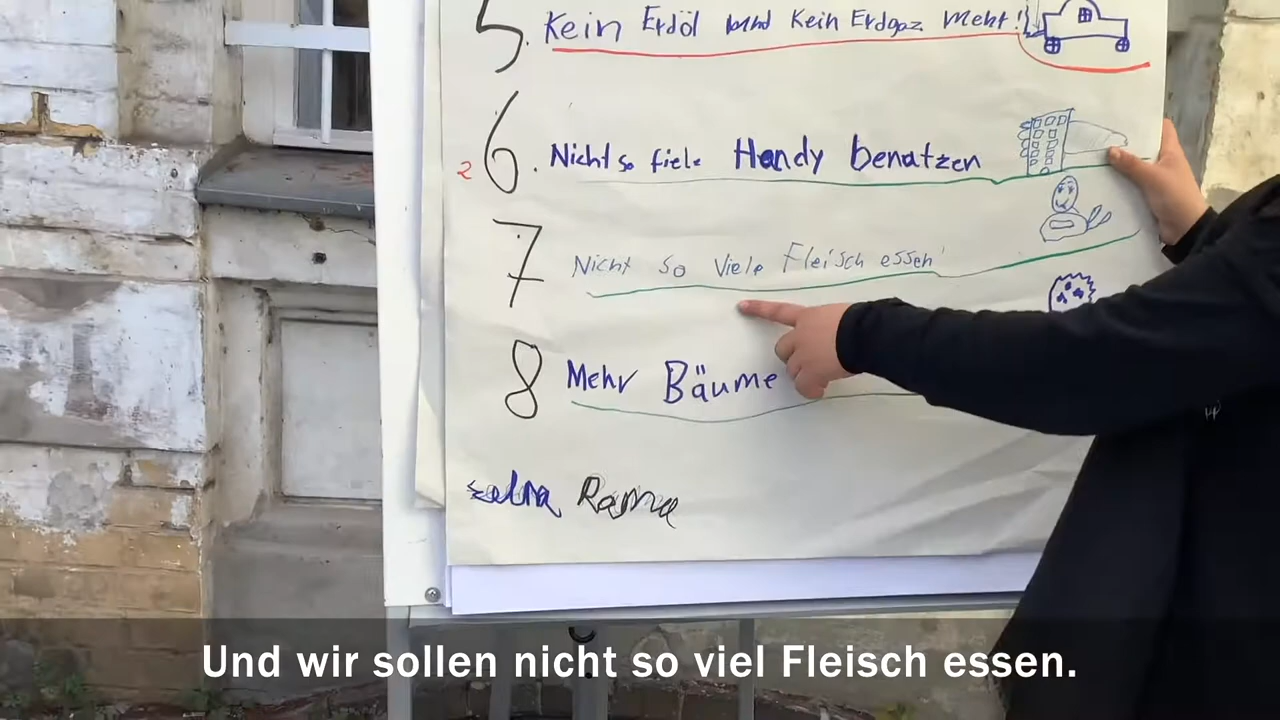 5. Kein Erdöl und Kein Erdgaz mehr!
2 6. Nicht so fiele Handy benatzen
7 Nicht so viele Fleisch essen!
8 Mehr Bäume
Rama
Und wir sollen nicht so viel Fleisch essen.